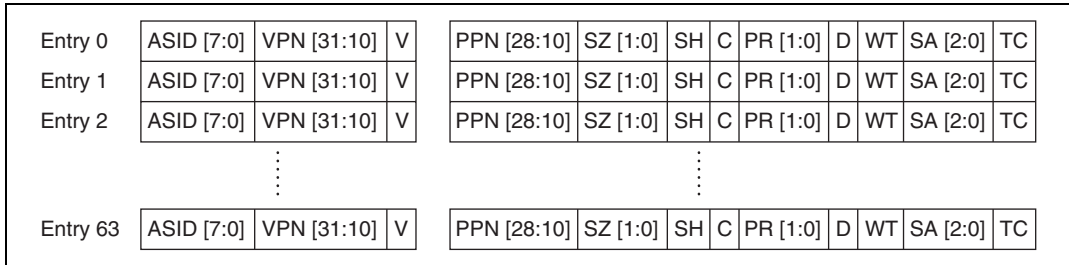 Entry 0 ASID [7:0] VPN [31:10] V PPN [28:10] SZ [1:0] SH C PR [1:0] D WT SA [2:0] TC
Entry 1 ASID [7:0] VPN [31:10] V PPN [28:10] SZ [1:0] SH C PR [1:0] D WT SA [2:0] TC
Entry 2 ASID [7:0] VPN [31:10] V PPN [28:10] SZ [1:0] SH C PR [1:0] D WT SA [2:0] TC
Entry 63 ASID [7:0] VPN [31:10] V PPN [28:10] SZ [1:0] SH C PR [1:0] D WT SA [2:0] TC